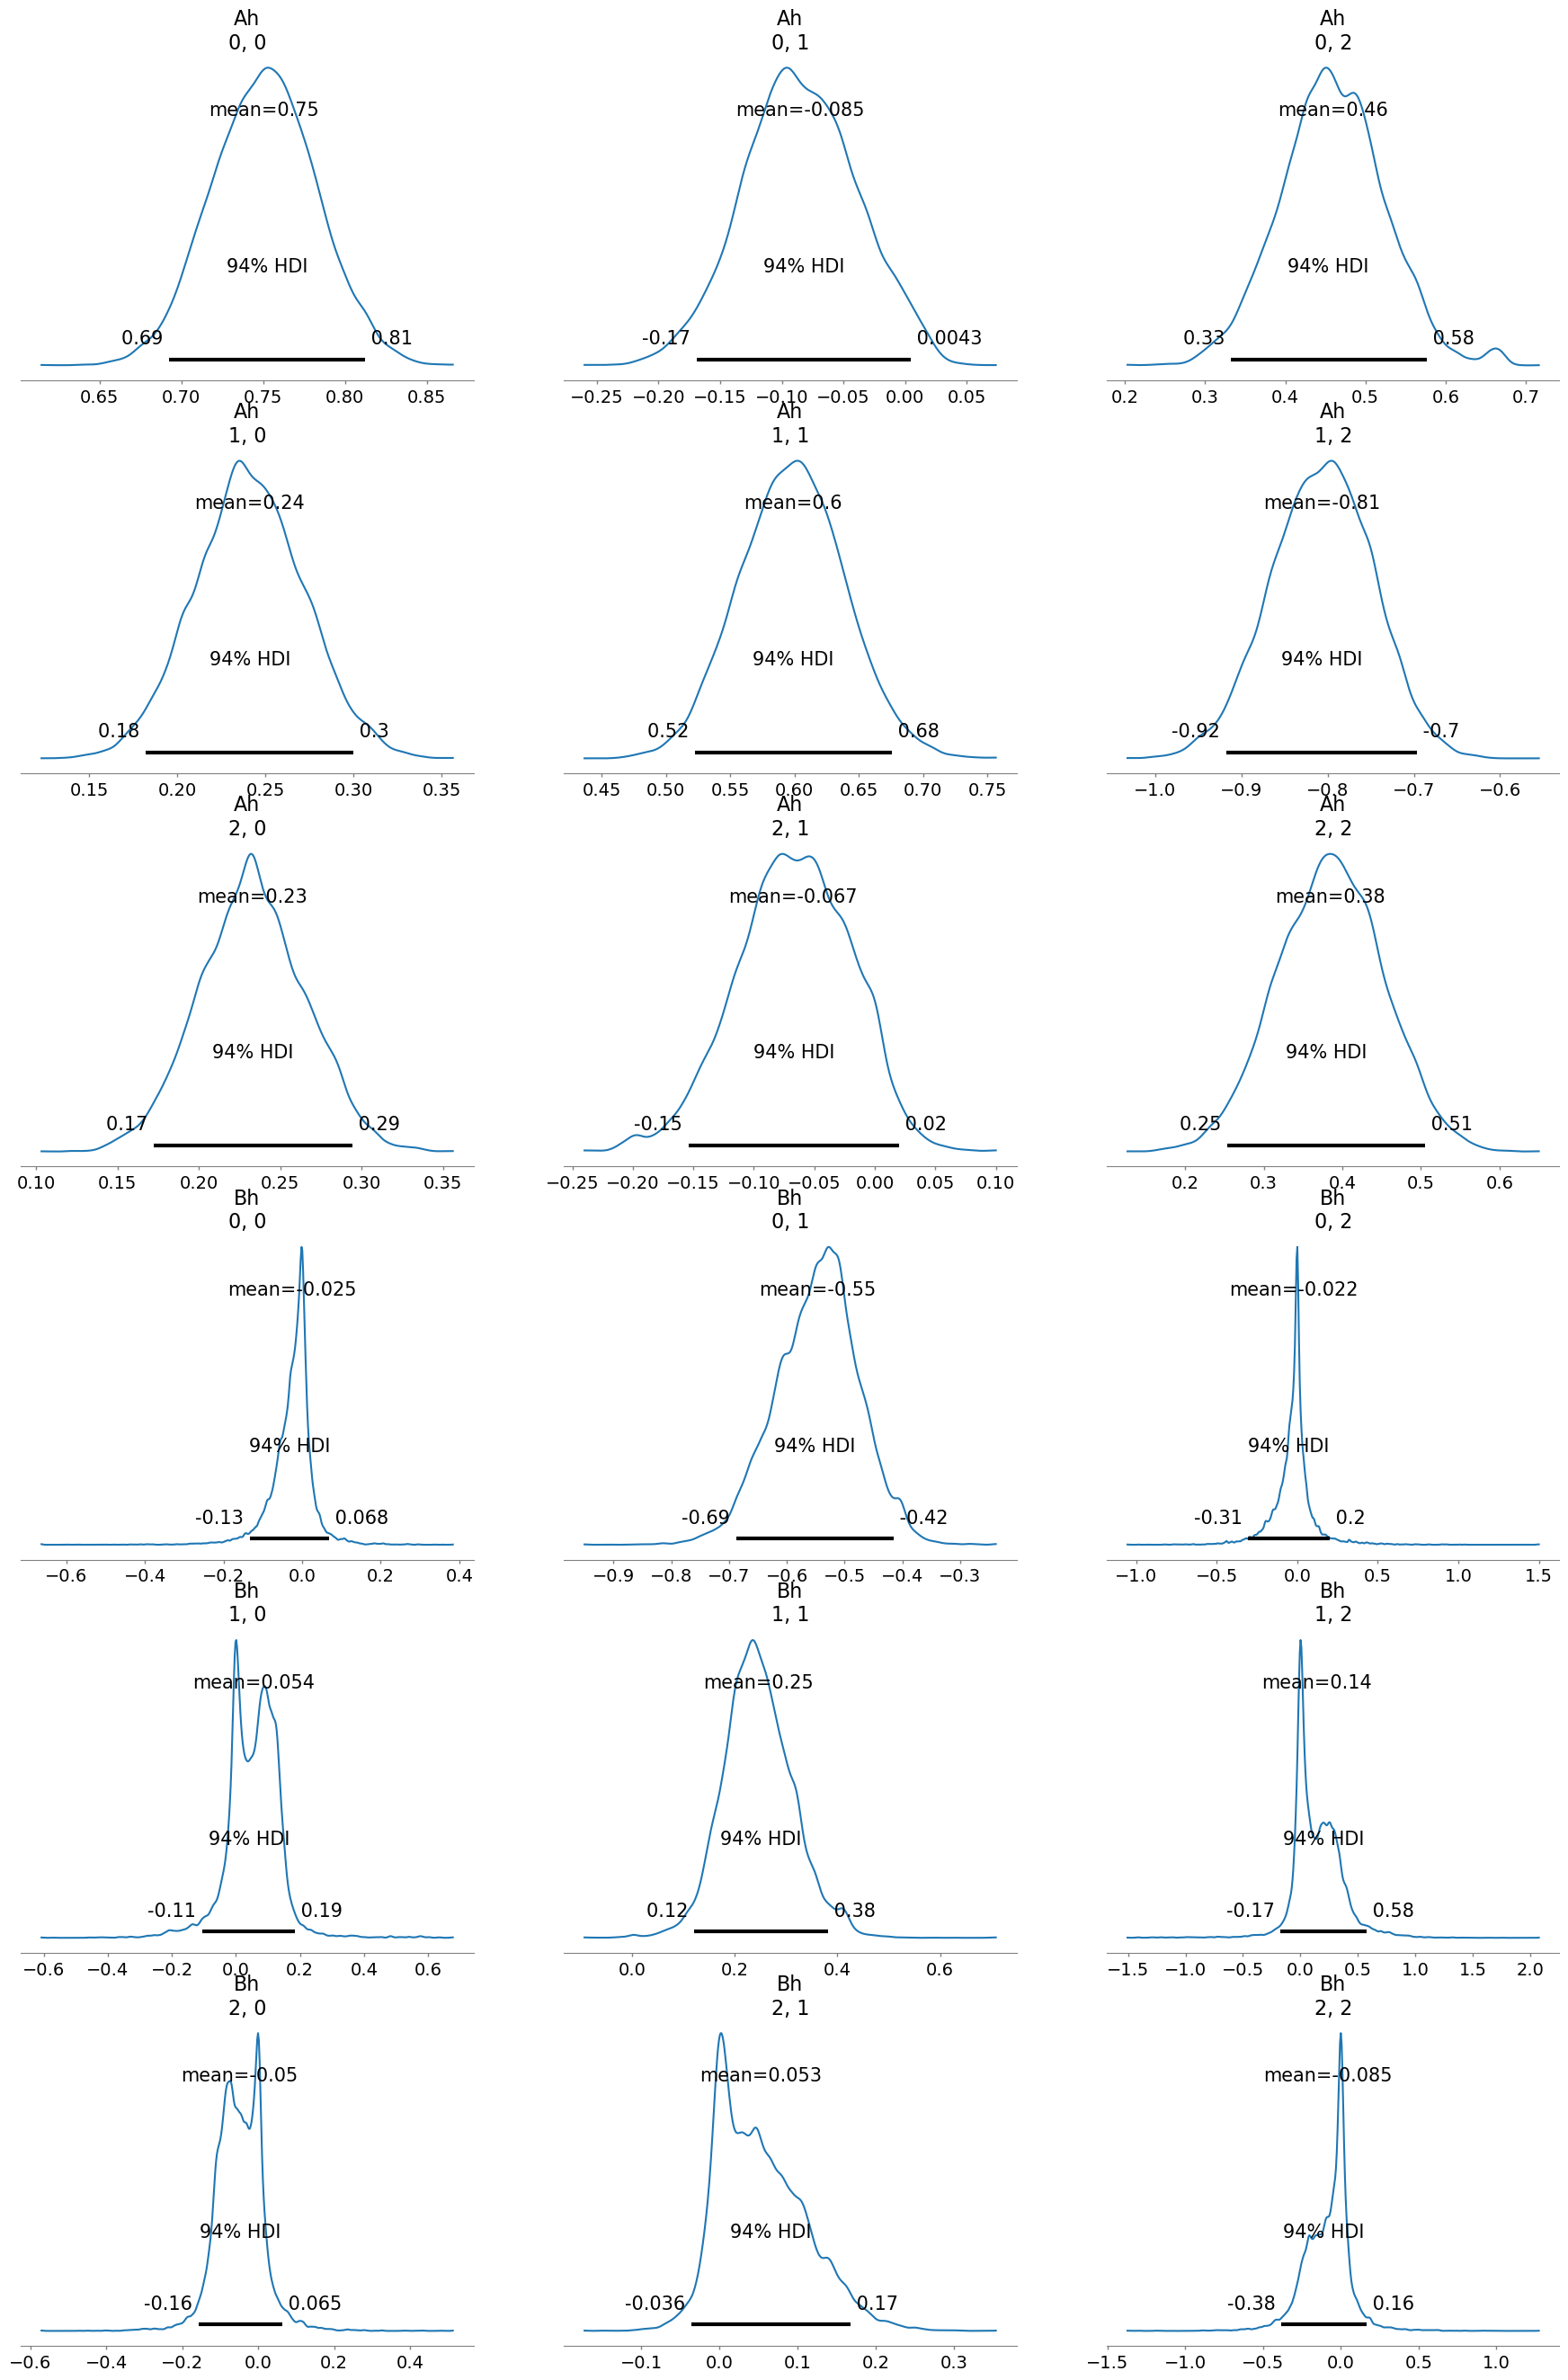 Ah
0, 0
mean=0.75
94% HDI
0.69 0.81
0.65 0.70 0.75 0.80 0.85
Ah
0, 1
mean=-0.085
94% HDI
-0.17 0.0043
−0.25 −0.20 −0.15 −0.10 −0.05 0.00 0.05
Ah
0, 2
mean=0.46
94% HDI
0.33 0.58
0.2 0.3 0.4 0.5 0.6 0.7
Ah
1, 0
mean=0.24
94% HDI
0.18 0.3
0.15 0.20 0.25 0.30 0.35
Ah
1, 1
mean=0.6
94% HDI
0.52 0.68
0.45 0.50 0.55 0.60 0.65 0.70 0.75
Ah
1, 2
mean=-0.81
94% HDI
-0.92 -0.7
−1.0 −0.9 −0.8 −0.7 −0.6
Ah
2, 0
mean=0.23
94% HDI
0.17 0.29
0.10 0.15 0.20 0.25 0.30 0.35
Ah
2, 1
mean=-0.067
94% HDI
-0.15 0.02
−0.25 −0.20 −0.15 −0.10 −0.05 0.00 0.05 0.10
Ah
2, 2
mean=0.38
94% HDI
0.25 0.51
0.2 0.3 0.4 0.5 0.6
Bh
0, 0
mean=-0.025
94% HDI
-0.13 0.068
−0.6 −0.4 −0.2 0.0 0.2 0.4
Bh
0, 1
mean=-0.55
94% HDI
-0.69 -0.42
−0.9 −0.8 −0.7 −0.6 −0.5 −0.4 −0.3
Bh
0, 2
mean=-0.022
94% HDI
-0.31 0.2
−1.0 −0.5 0.0 0.5 1.0 1.5
Bh
1, 0
mean=0.054
94% HDI
-0.11 0.19
−0.6 −0.4 −0.2 0.0 0.2 0.4 0.6
Bh
1, 1
mean=0.25
94% HDI
0.12 0.38
0.0 0.2 0.4 0.6
Bh
1, 2
mean=0.14
94% HDI
-0.17 0.58
−1.5 −1.0 −0.5 0.0 0.5 1.0 1.5 2.0
Bh
2, 0
mean=-0.05
94% HDI
-0.16 0.065
−0.6 −0.4 −0.2 0.0 0.2 0.4
Bh
2, 1
mean=0.053
94% HDI
-0.036 0.17
−0.1 0.0 0.1 0.2 0.3
Bh
2, 2
mean=-0.085
94% HDI
-0.38 0.16
−1.5 −1.0 −0.5 0.0 0.5 1.0